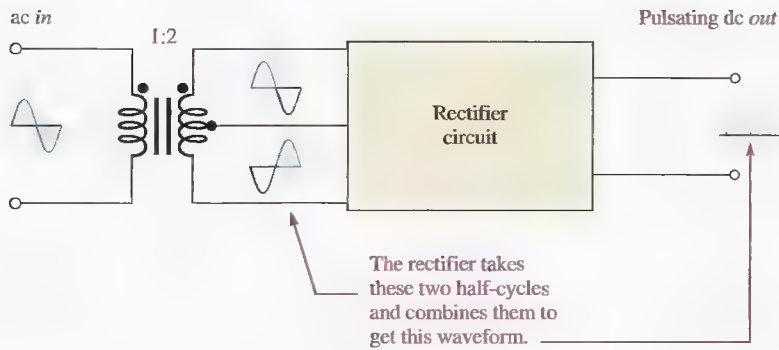 ac in
1:2
Pulsating dc out
Rectifier
circuit
The rectifier takes
these two half-cycles
and combines them to
get this waveform.